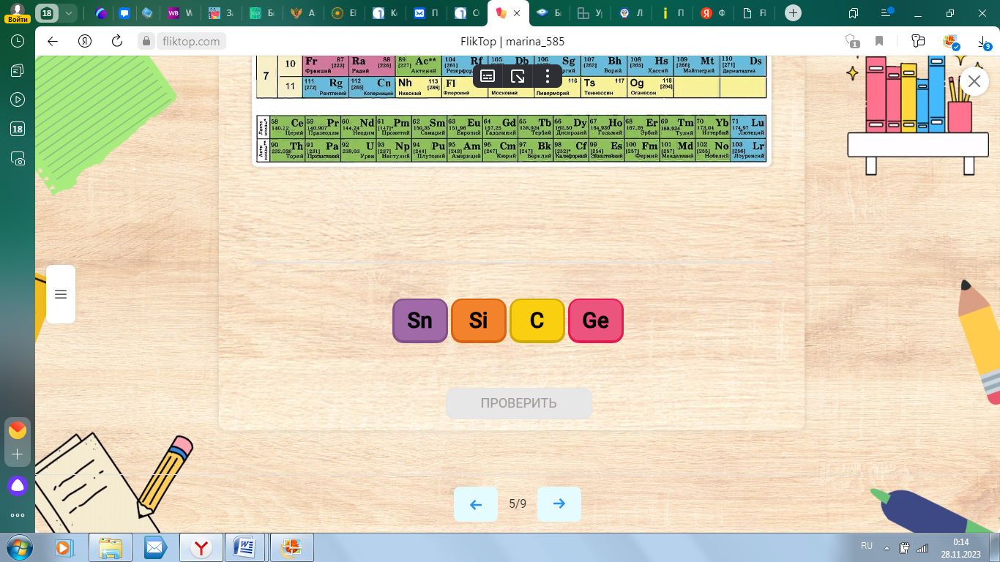 Войти
18
WB
W
За
Б
А
Е
К
П
О
Б
У
Л
П
Ф
F
fliktop.com
FlikTop | marina_585
1
9
18
7
10
Fr 87 [223] Франций
Ra 88 [226] Радий
89 Ac** [227] Актиний
104 Rf [261]
105 Db
106
107 Bh [262] Борий
108 Hs [265] Хассий
109 Mt [266] Майтнерий
110 Ds [271] Дармштадтий
11
111 Rg [272] Рентгений
112 Cn [285] Коперниций
Nh 113 [286] Нихоний
Fl Флеровий
Московий
116 Ливерморий
Ts 117 Теннессин
Og 118 [294] Оганесон
58 Ce 140,12 Церий
59 Pr 140,907 Празеодим
60 Nd 144,24 Неодим
61 Pm [147]* Прометий
62 Sm 150,35 Самарий
63 Eu 151,96 Европий
64 Gd 157,25 Гадолиний
65 Tb 158,924 Тербий
66 Dy 162,50 Диспрозий
67 Ho 164,930 Гольмий
68 Er 167,26 Эрбий
69 Tm 168,934 Тулий
70 Yb 173,04 Иттербий
71 Lu 174,97 Лютеций
90 Th 232,038 Торий
91 Pa [231] Протактиний
92 U 238,03 Уран
93 Np [237] Нептуний
94 Pu [244] Плутоний
95 Am [243] Америций
96 Cm [247] Кюрий
97 Bk [247] Берклий
98 Cf [252]* Калифорний
99 Es [254] Эйнштейний
100 Fm [257] Фермий
101 Md [257] Менделевий
102 No [255] Нобелий
103 Lr [256] Лоуренсий
Sn
Si
C
Ge
ПРОВЕРИТЬ
5/9
RU
0:14
28.11.2023